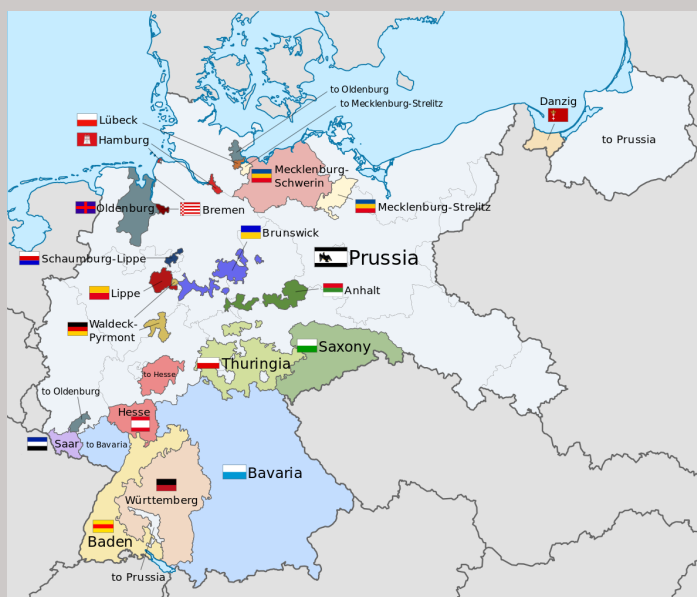 to Oldenburg
to Mecklenburg-Strelitz
Danzig
Lübeck
Hamburg
to Prussia
Mecklenburg-
Schwerin
Oldenburg
Bremen
Mecklenburg-Strelitz
Brunswick
Schaumburg-Lippe
Prussia
Lippe
Anhalt
Waldeck-
Pyrmont
Saxony
Thuringia
to Hesse
to Oldenburg
Hesse
Saar
to Bavaria
Bavaria
Württemberg
Baden
to Prussia